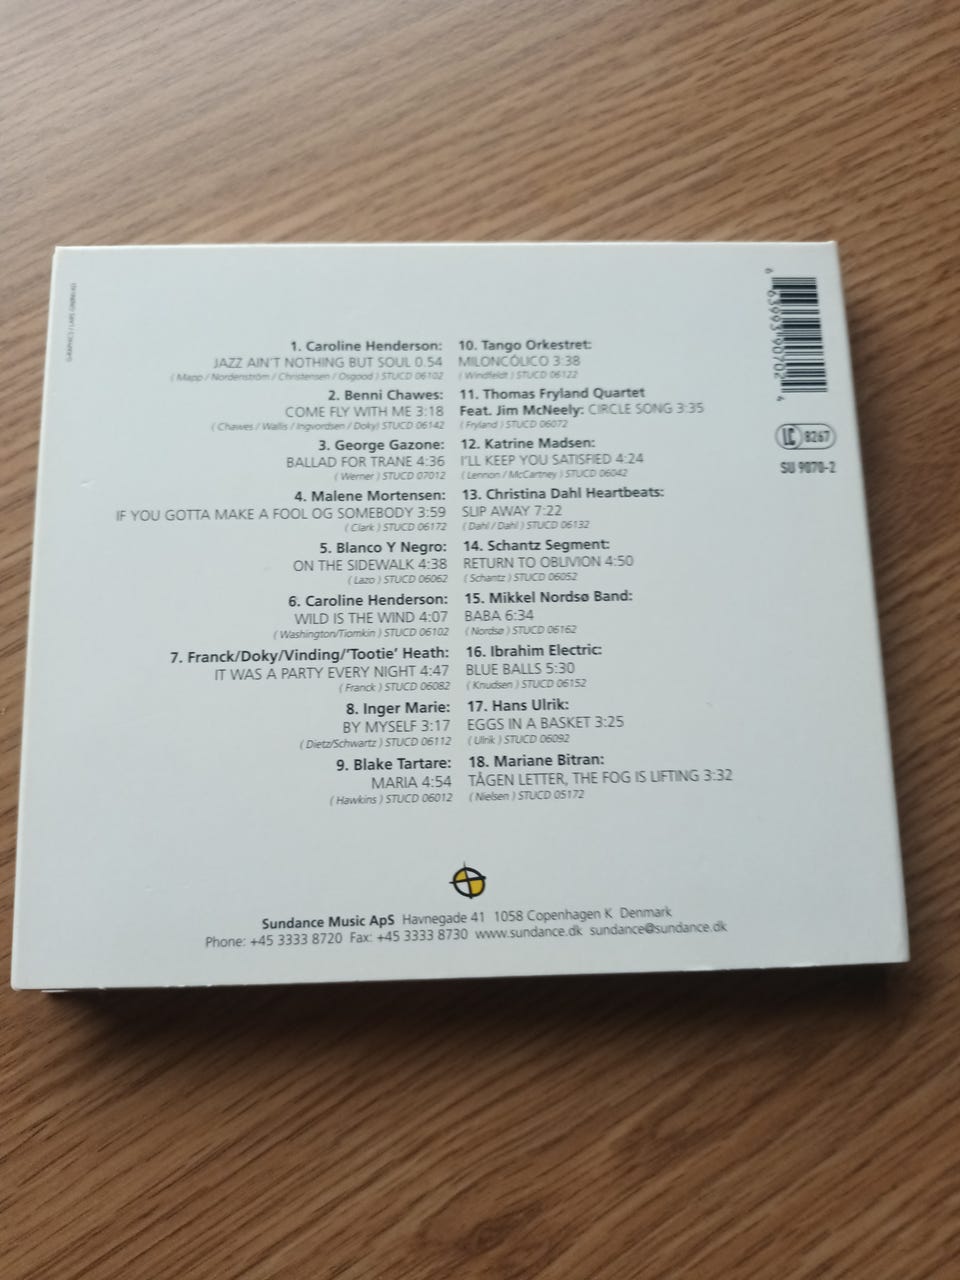 1. Caroline Henderson:
JAZZ AIN'T NOTHING BUT SOUL 0.54
( Mapp / Nordenström / Christensen / Osgood ) STUCD 06102
2. Benni Chawes:
COME FLY WITH ME 3:18
( Chawes / Wallis / Ingvordsen / Doky) STUCD 06142
3. George Gazone:
BALLAD FOR TRANE 4:36
( Werner ) STUCD 07012
4. Malene Mortensen:
IF YOU GOTTA MAKE A FOOL OG SOMEBODY 3:59
( Clark ) STUCD 06172
5. Blanco Y Negro:
ON THE SIDEWALK 4:38
( Lazo ) STUCD 06062
6. Caroline Henderson:
WILD IS THE WIND 4:07
( Washington/Tiomkin ) STUCD 06102
7. Franck/Doky/Vinding/'Tootie' Heath:
IT WAS A PARTY EVERY NIGHT 4:47
( Franck ) STUCD 06082
8. Inger Marie:
BY MYSELF 3:17
( Dietz/Schwartz ) STUCD 06112
9. Blake Tartare:
MARIA 4:54
( Hawkins ) STUCD 06012
10. Tango Orkestret:
MILONCÓLICO 3:38
( Windfeldt ) STUCD 06122
11. Thomas Fryland Quartet
Feat. Jim McNeely: CIRCLE SONG 3:35
( Fryland ) STUCD 06072
12. Katrine Madsen:
I'LL KEEP YOU SATISFIED 4:24
( Lennon / McCartney ) STUCD 06042
13. Christina Dahl Heartbeats:
SLIP AWAY 7:22
( Dahl / Dahl ) STUCD 06132
14. Schantz Segment:
RETURN TO OBLIVION 4:50
( Schantz ) STUCD 06052
15. Mikkel Nordsø Band:
BABA 6:34
( Nordsø ) STUCD 06162
16. Ibrahim Electric:
BLUE BALLS 5:30
( Knudsen ) STUCD 06152
17. Hans Ulrik:
EGGS IN A BASKET 3:25
( Ulrik ) STUCD 06092
18. Mariane Bitran:
TÅGEN LETTER, THE FOG IS LIFTING 3:32
( Nielsen ) STUCD 05172
6 63993 90702 4
LC 8267
SU 9070-2
Sundance Music ApS Havnegade 41 1058 Copenhagen K Denmark
Phone: +45 3333 8720 Fax: +45 3333 8730 www.sundance.dk sundance@sundance.dk